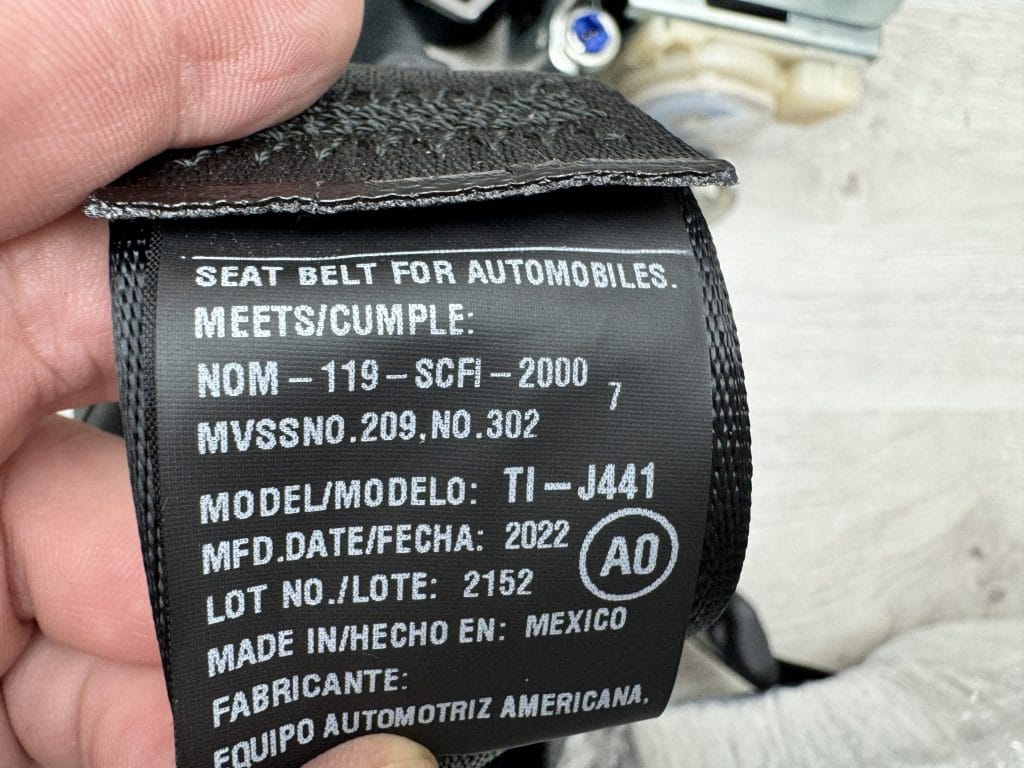 SEAT BELT FOR AUTOMOBILES.
MEETS/CUMPLE:
NOM-119-SCFI-2000
7
MVSSNO.209,NO.302
MODEL/MODELO: TI-J441
MFD.DATE/FECHA: 2022
AO
LOT NO./LOTE: 2152
MADE IN/HECHO EN: MEXICO
FABRICANTE:
EQUIPO AUTOMOTRIZ AMERICANA,